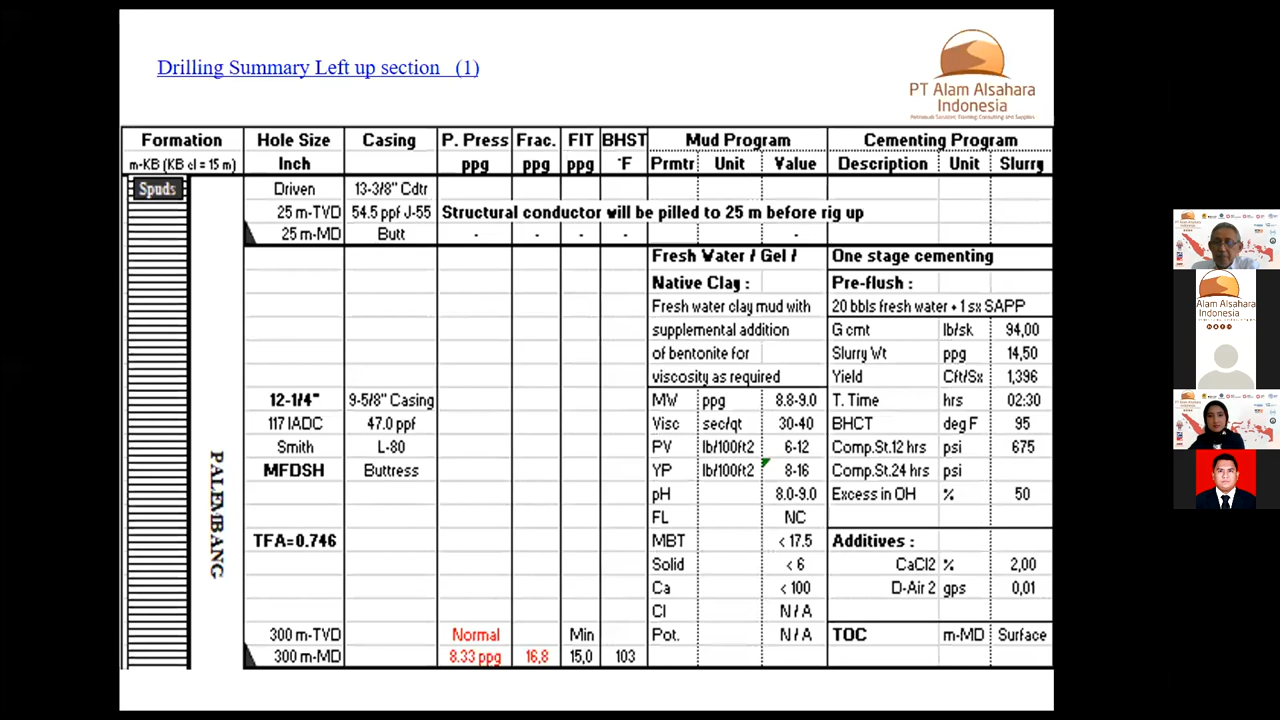 Drilling Summary Left up section (1)
PT Alam Alsahara
Indonesia
Formation Hole Size Casing P. Press Frac. FIT BHST Mud Program Cementing Program
m-KB (KB el = 15 m) Inch ppg ppg ppg °F Prmtr Unit Value Description Unit Slurry
Spuds Driven 13-3/8" Cdtr
25 m-TVD 54.5 ppf J-55 Structural conductor will be pilled to 25 m before rig up
25 m-MD Butt - - - - -
Fresh Water / Gel / One stage cementing
Native Clay : Pre-flush :
Fresh water clay mud with 20 bbls fresh water + 1 sx SAPP
supplemental addition G cmt lb/sk 94,00
of bentonite for Slurry Wt ppg 14,50
viscosity as required Yield Cft/Sx 1,396
12-1/4" 9-5/8" Casing MW ppg 8.8-9.0 T. Time hrs 02:30
117 IADC 47.0 ppf Visc sec/qt 30-40 BHCT deg F 95
Smith L-80 PV lb/100ft2 6-12 Comp.St.12 hrs psi 675
MFDSH Buttress YP lb/100ft2 8-16 Comp.St.24 hrs psi
PALEMBANG
pH 8.0-9.0 Excess in OH % 50
FL NC
TFA=0.746 MBT < 17.5 Additives :
Solid < 6 CaCl2 % 2,00
Ca < 100 D-Air 2 gps 0,01
Cl N / A
300 m-TVD Normal Min Pot. N / A TOC m-MD Surface
300 m-MD 8.33 ppg 16,8 15,0 103
Alam Alsahara
Indonesia